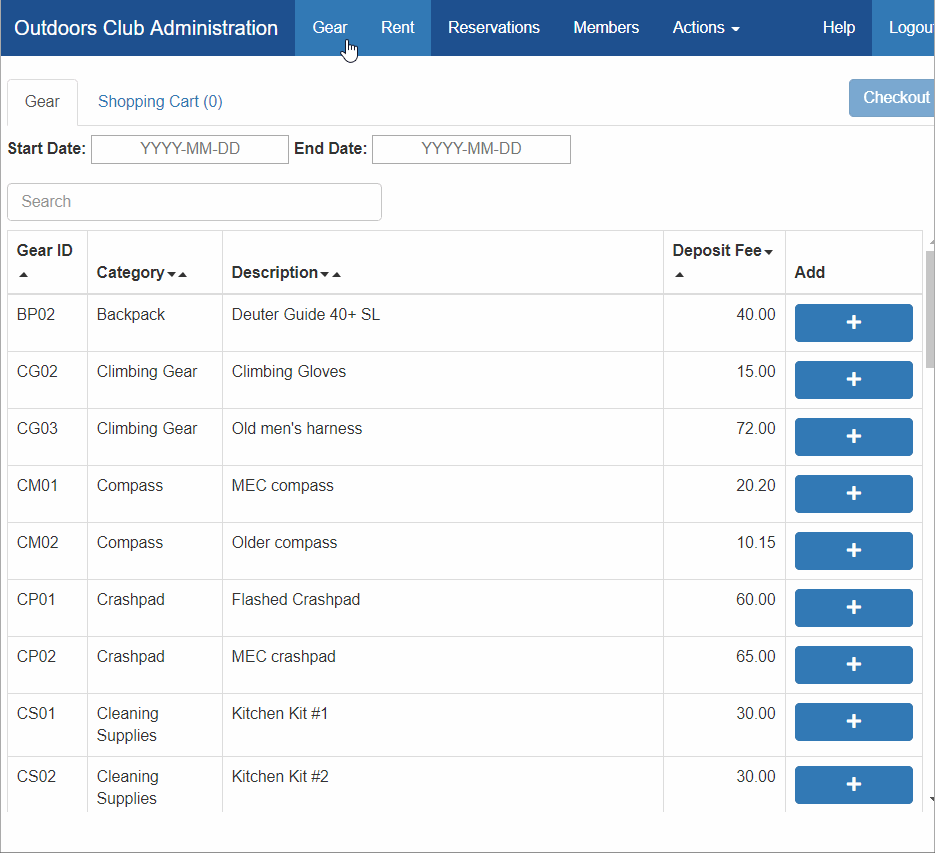 Outdoors Club Administration Gear Rent Reservations Members Actions Help Logou
Gear Shopping Cart (0) Checkout
Start Date: YYYY-MM-DD End Date: YYYY-MM-DD
Search
Gear ID Category Description Deposit Fee Add
BP02 Backpack Deuter Guide 40+ SL 40.00
CG02 Climbing Gear Climbing Gloves 15.00
CG03 Climbing Gear Old men's harness 72.00
CM01 Compass MEC compass 20.20
CM02 Compass Older compass 10.15
CP01 Crashpad Flashed Crashpad 60.00
CP02 Crashpad MEC crashpad 65.00
CS01 Cleaning Kitchen Kit #1 30.00
Supplies
CS02 Cleaning Kitchen Kit #2 30.00
Supplies